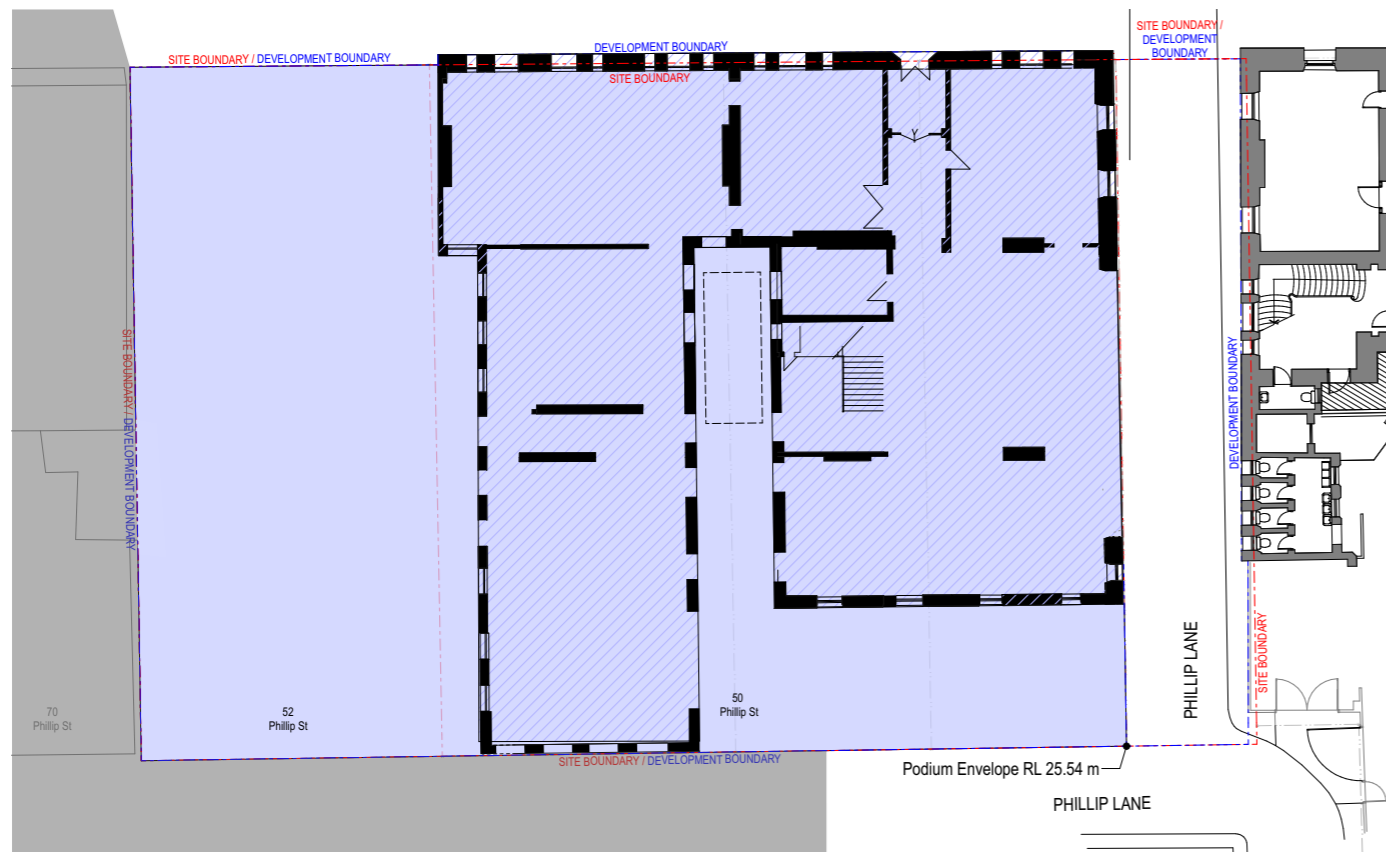 SITE BOUNDARY /
DEVELOPMENT
BOUNDARY
DEVELOPMENT BOUNDARY
SITE BOUNDARY / DEVELOPMENT BOUNDARY
SITE BOUNDARY
SITE BOUNDARY / DEVELOPMENT BOUNDARY
DEVELOPMENT BOUNDARY
SITE BOUNDARY
PHILLIP LANE
70
Phillip St
52
Phillip St
50
Phillip St
SITE BOUNDARY / DEVELOPMENT BOUNDARY
Podium Envelope RL 25.54 m
PHILLIP LANE